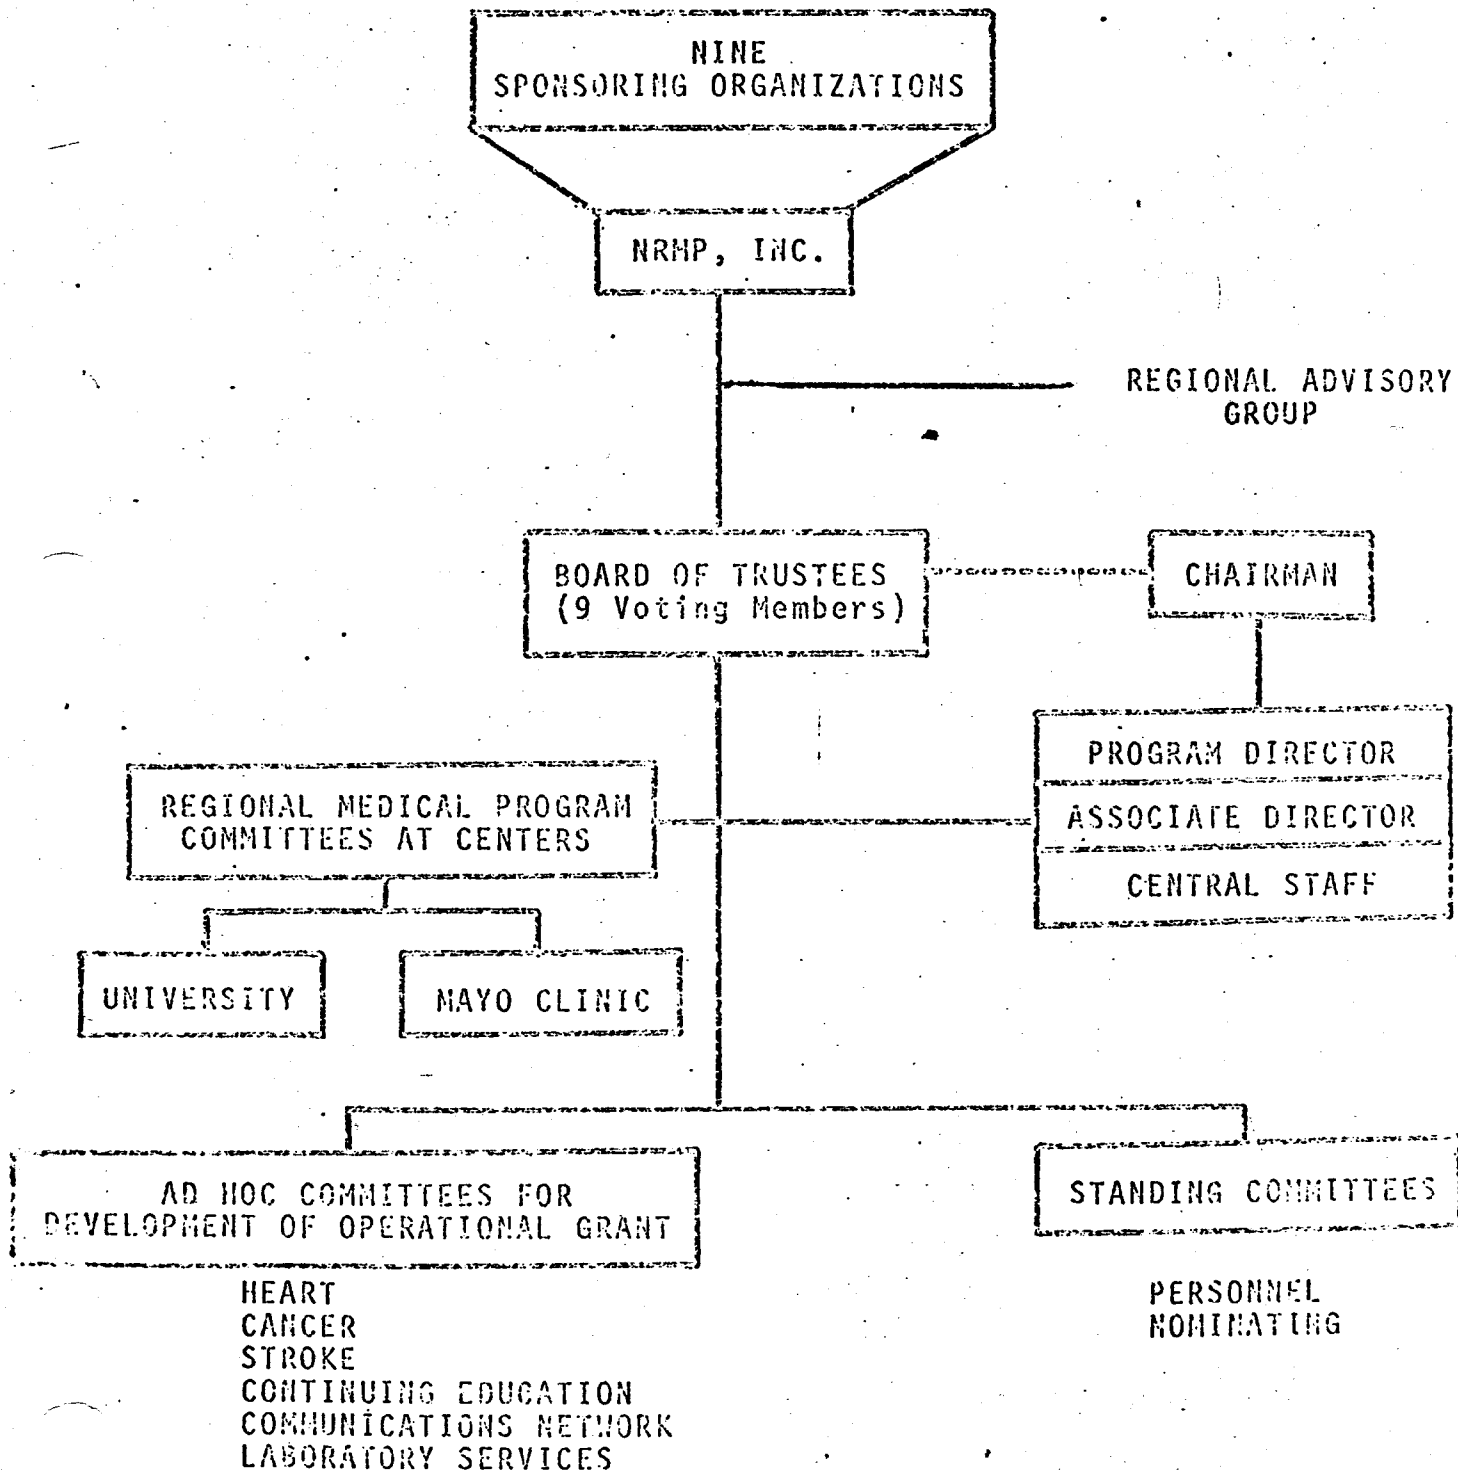 NINE
SPONSORING ORGANIZATIONS
NRMP, INC.
REGIONAL ADVISORY
GROUP
BOARD OF TRUSTEES
(9 Voting Members)
CHAIRMAN
PROGRAM DIRECTOR
ASSOCIATE DIRECTOR
CENTRAL STAFF
REGIONAL MEDICAL PROGRAM
COMMITTEES AT CENTERS
UNIVERSITY
MAYO CLINIC
AD HOC COMMITTEES FOR
DEVELOPMENT OF OPERATIONAL GRANT
HEART
CANCER
STROKE
CONTINUING EDUCATION
COMMUNICATIONS NETWORK
LABORATORY SERVICES
STANDING COMMITTEES
PERSONNEL
NOMINATING